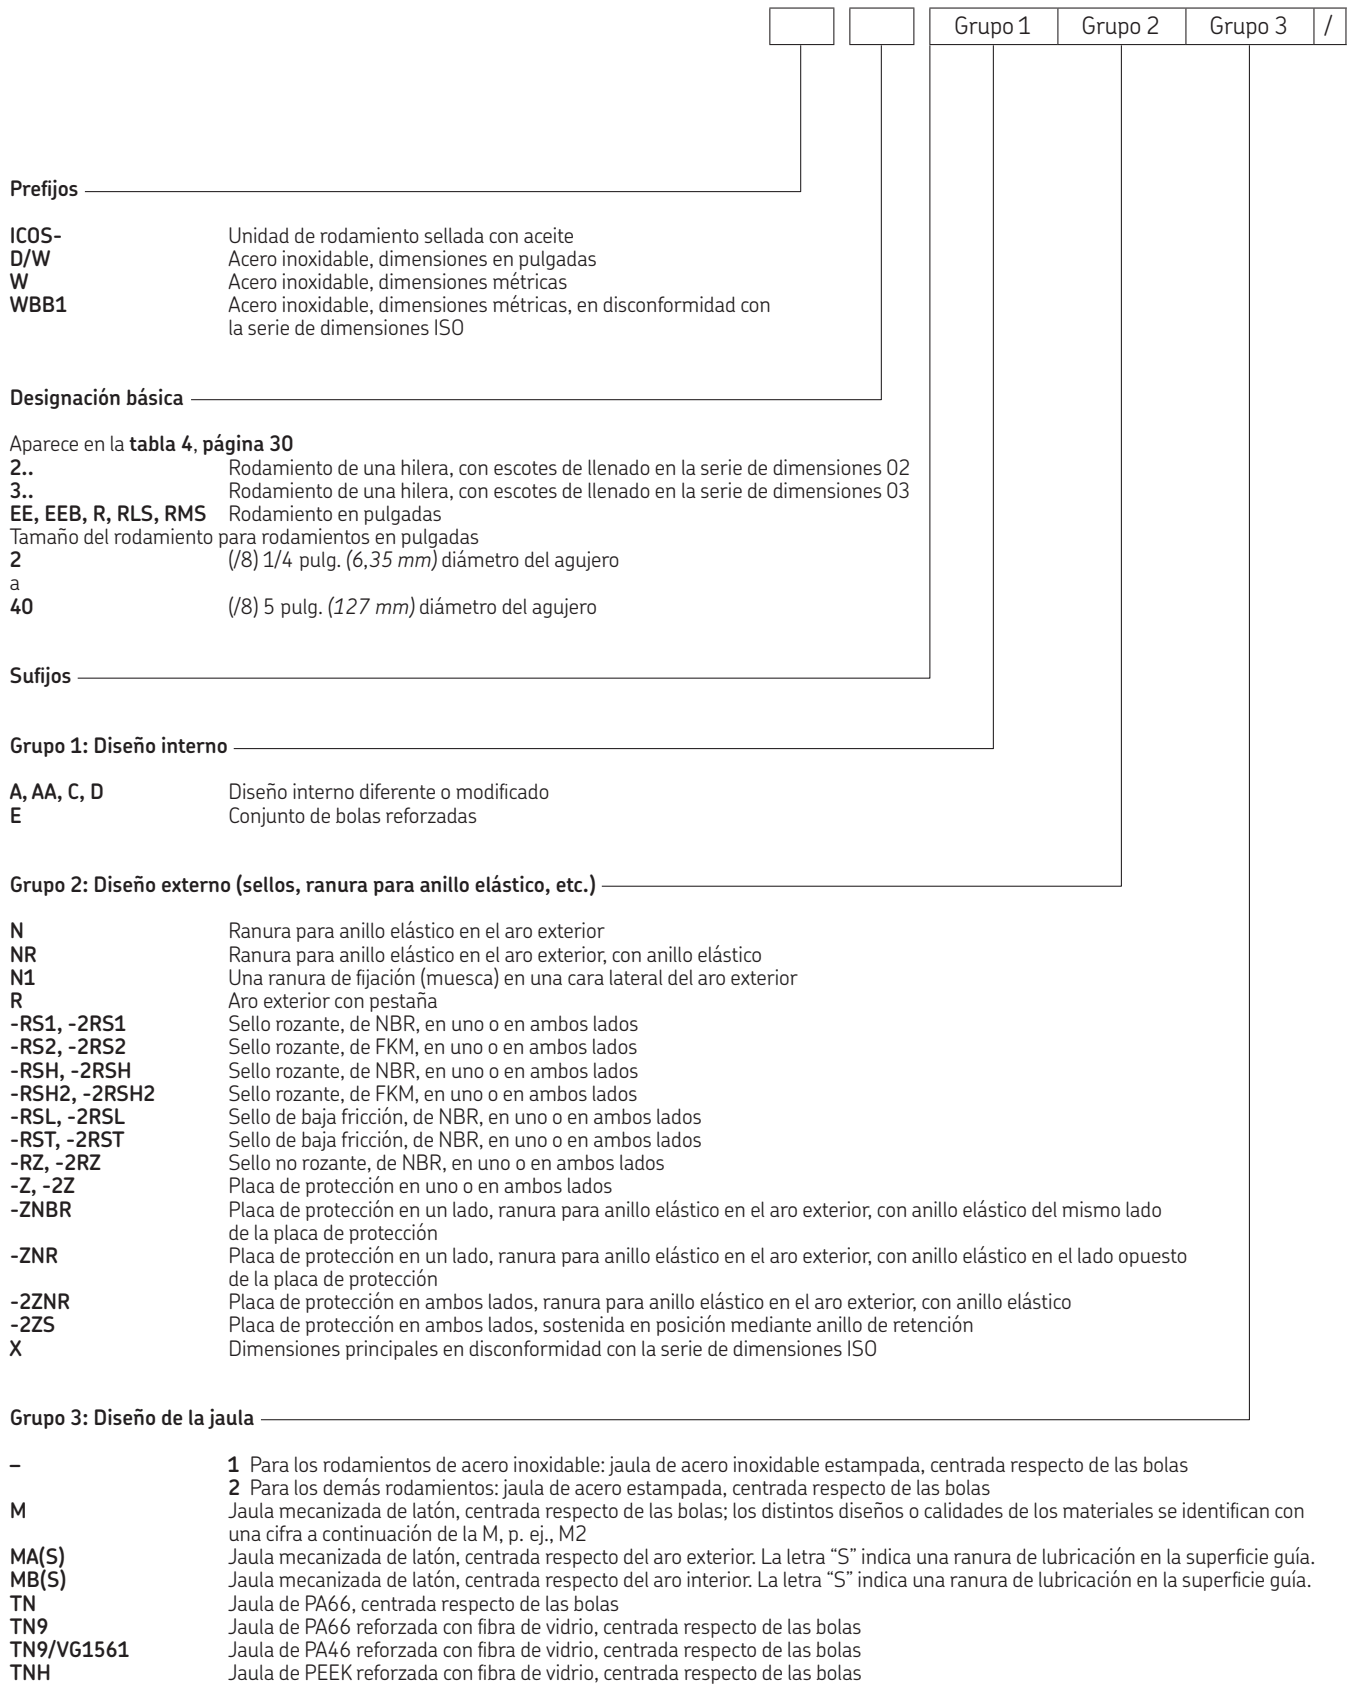 Grupo 1 Grupo 2 Grupo 3 /
Prefijos
ICOS- Unidad de rodamiento sellada con aceite
D/W Acero inoxidable, dimensiones en pulgadas
W Acero inoxidable, dimensiones métricas
WBB1 Acero inoxidable, dimensiones métricas, en disconformidad con
la serie de dimensiones ISO
Designación básica
Aparece en la tabla 4, página 30
2.. Rodamiento de una hilera, con escotes de llenado en la serie de dimensiones 02
3.. Rodamiento de una hilera, con escotes de llenado en la serie de dimensiones 03
EE, EEB, R, RLS, RMS Rodamiento en pulgadas
Tamaño del rodamiento para rodamientos en pulgadas
2 (/8) 1/4 pulg. (6,35 mm) diámetro del agujero
a
40 (/8) 5 pulg. (127 mm) diámetro del agujero
Sufijos
Grupo 1: Diseño interno
A, AA, C, D Diseño interno diferente o modificado
E Conjunto de bolas reforzadas
Grupo 2: Diseño externo (sellos, ranura para anillo elástico, etc.)
N Ranura para anillo elástico en el aro exterior
NR Ranura para anillo elástico en el aro exterior, con anillo elástico
N1 Una ranura de fijación (muesca) en una cara lateral del aro exterior
R Aro exterior con pestaña
-RS1, -2RS1 Sello rozante, de NBR, en uno o en ambos lados
-RS2, -2RS2 Sello rozante, de FKM, en uno o en ambos lados
-RSH, -2RSH Sello rozante, de NBR, en uno o en ambos lados
-RSH2, -2RSH2 Sello rozante, de FKM, en uno o en ambos lados
-RSL, -2RSL Sello de baja fricción, de NBR, en uno o en ambos lados
-RST, -2RST Sello de baja fricción, de NBR, en uno o en ambos lados
-RZ, -2RZ Sello no rozante, de NBR, en uno o en ambos lados
-Z, -2Z Placa de protección en uno o en ambos lados
-ZNBR Placa de protección en un lado, ranura para anillo elástico en el aro exterior, con anillo elástico del mismo lado
de la placa de protección
-ZNR Placa de protección en un lado, ranura para anillo elástico en el aro exterior, con anillo elástico en el lado opuesto
de la placa de protección
-2ZNR Placa de protección en ambos lados, ranura para anillo elástico en el aro exterior, con anillo elástico
-2ZS Placa de protección en ambos lados, sostenida en posición mediante anillo de retención
X Dimensiones principales en disconformidad con la serie de dimensiones ISO
Grupo 3: Diseño de la jaula
– 1 Para los rodamientos de acero inoxidable: jaula de acero inoxidable estampada, centrada respecto de las bolas
2 Para los demás rodamientos: jaula de acero estampada, centrada respecto de las bolas
M Jaula mecanizada de latón, centrada respecto de las bolas; los distintos diseños o calidades de los materiales se identifican con
una cifra a continuación de la M, p. ej., M2
MA(S) Jaula mecanizada de latón, centrada respecto del aro exterior. La letra “S” indica una ranura de lubricación en la superficie guía.
MB(S) Jaula mecanizada de latón, centrada respecto del aro interior. La letra “S” indica una ranura de lubricación en la superficie guía.
TN Jaula de PA66, centrada respecto de las bolas
TN9 Jaula de PA66 reforzada con fibra de vidrio, centrada respecto de las bolas
TN9/VG1561 Jaula de PA46 reforzada con fibra de vidrio, centrada respecto de las bolas
TNH Jaula de PEEK reforzada con fibra de vidrio, centrada respecto de las bolas